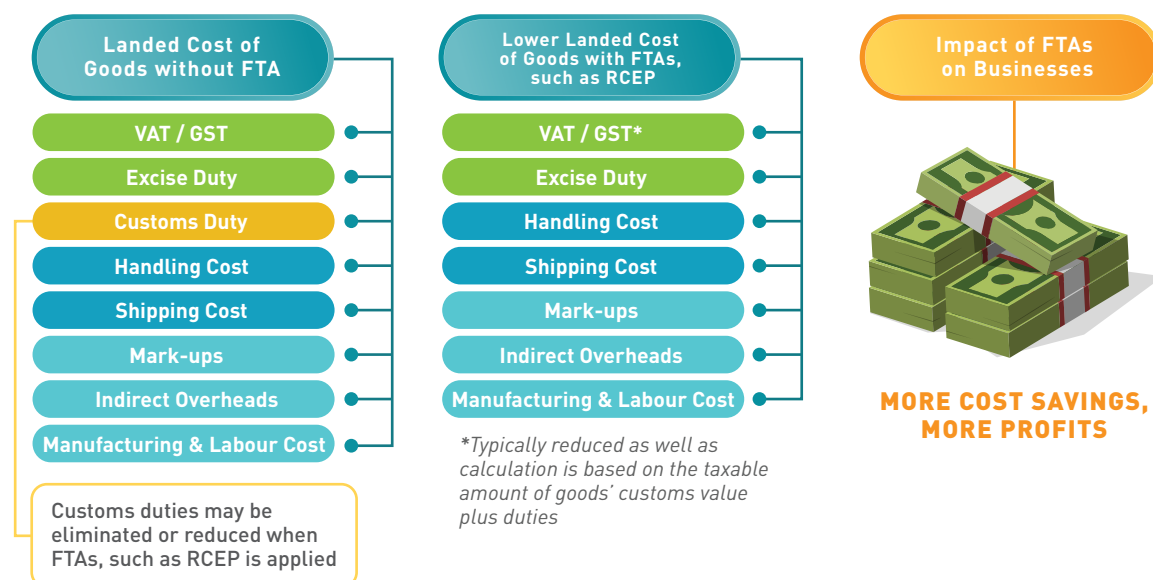 Landed Cost of
Goods without FTA
VAT / GST
Excise Duty
Customs Duty
Handling Cost
Shipping Cost
Mark-ups
Indirect Overheads
Manufacturing & Labour Cost
Customs duties may be
eliminated or reduced when
FTAs, such as RCEP is applied
Lower Landed Cost
of Goods with FTAs,
such as RCEP
VAT / GST*
Excise Duty
Handling Cost
Shipping Cost
Mark-ups
Indirect Overheads
Manufacturing & Labour Cost
*Typically reduced as well as
calculation is based on the taxable
amount of goods’ customs value
plus duties
Impact of FTAs
on Businesses
MORE COST SAVINGS,
MORE PROFITS